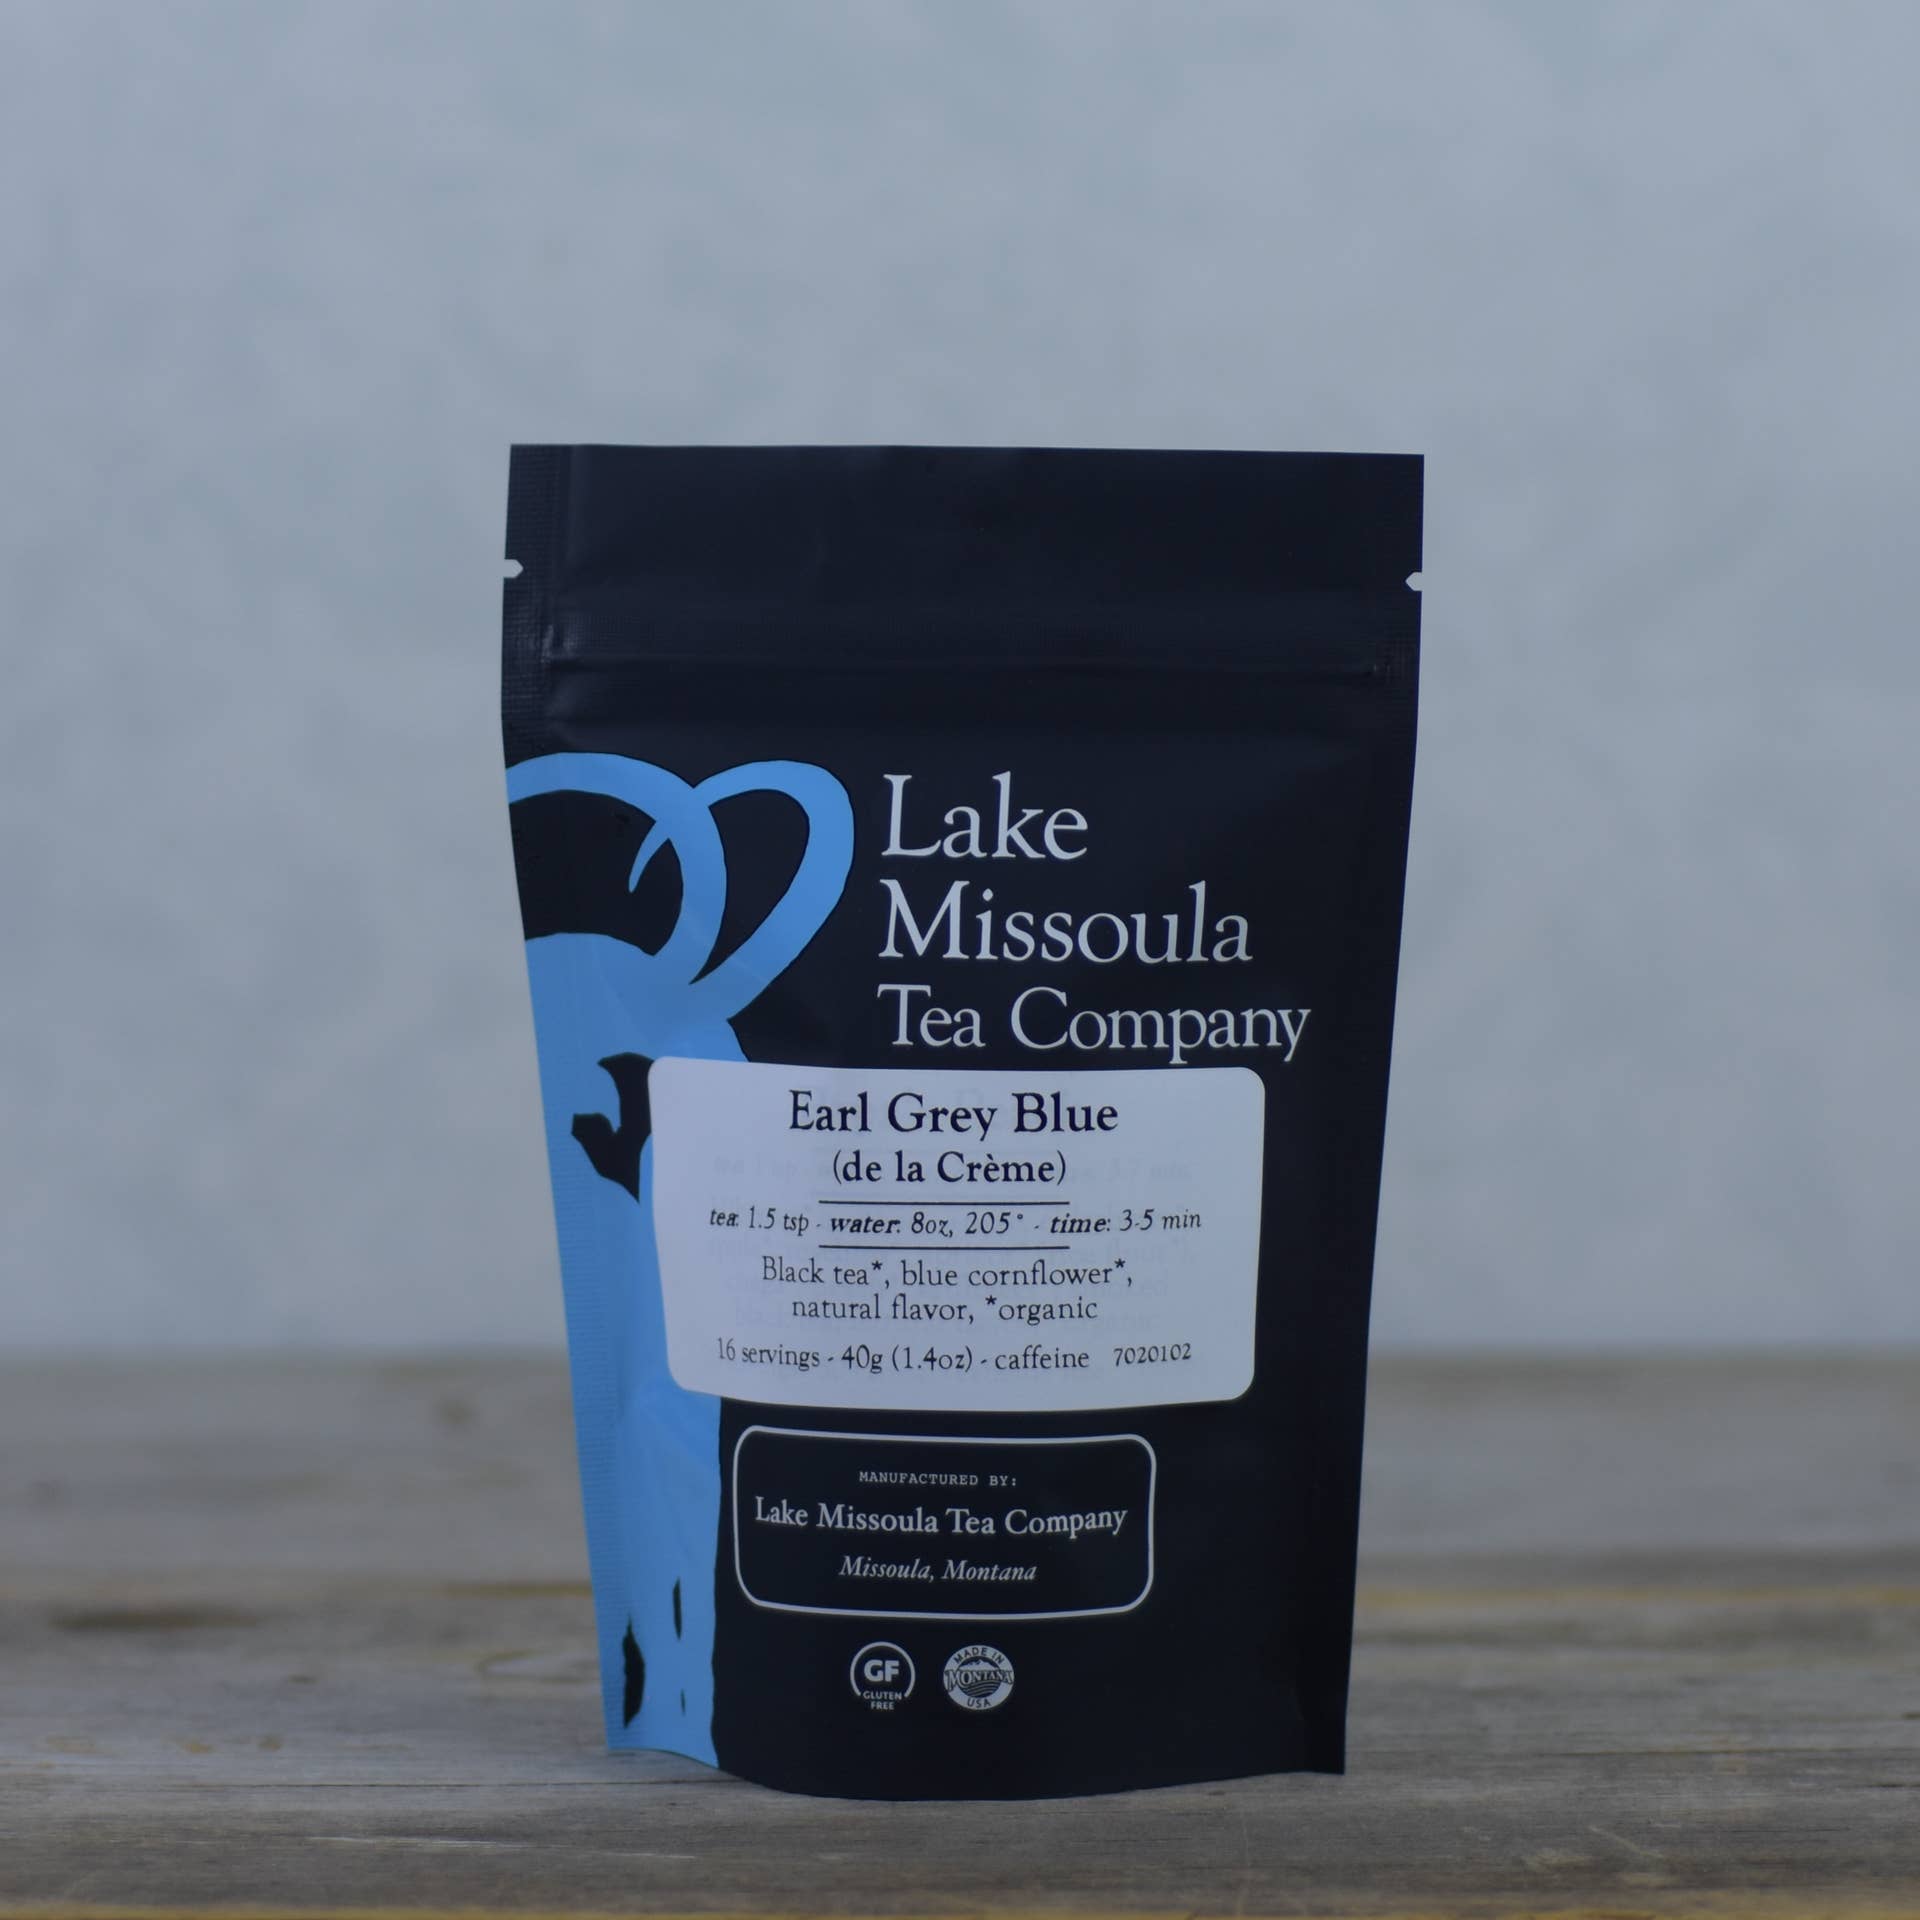 Lake
Missoula
Tea Company
Earl Grey Blue
(de la Crème)
tea: 1.5 tsp - water: 8oz, 205° - time: 3-5 min
Black tea*, blue cornflower*,
natural flavor, *organic
16 servings - 40g (1.4oz) - caffeine 7020102
MANUFACTURED BY:
Lake Missoula Tea Company
Missoula, Montana
GF
GLUTEN
FREE
MADE IN
MONTANA
USA